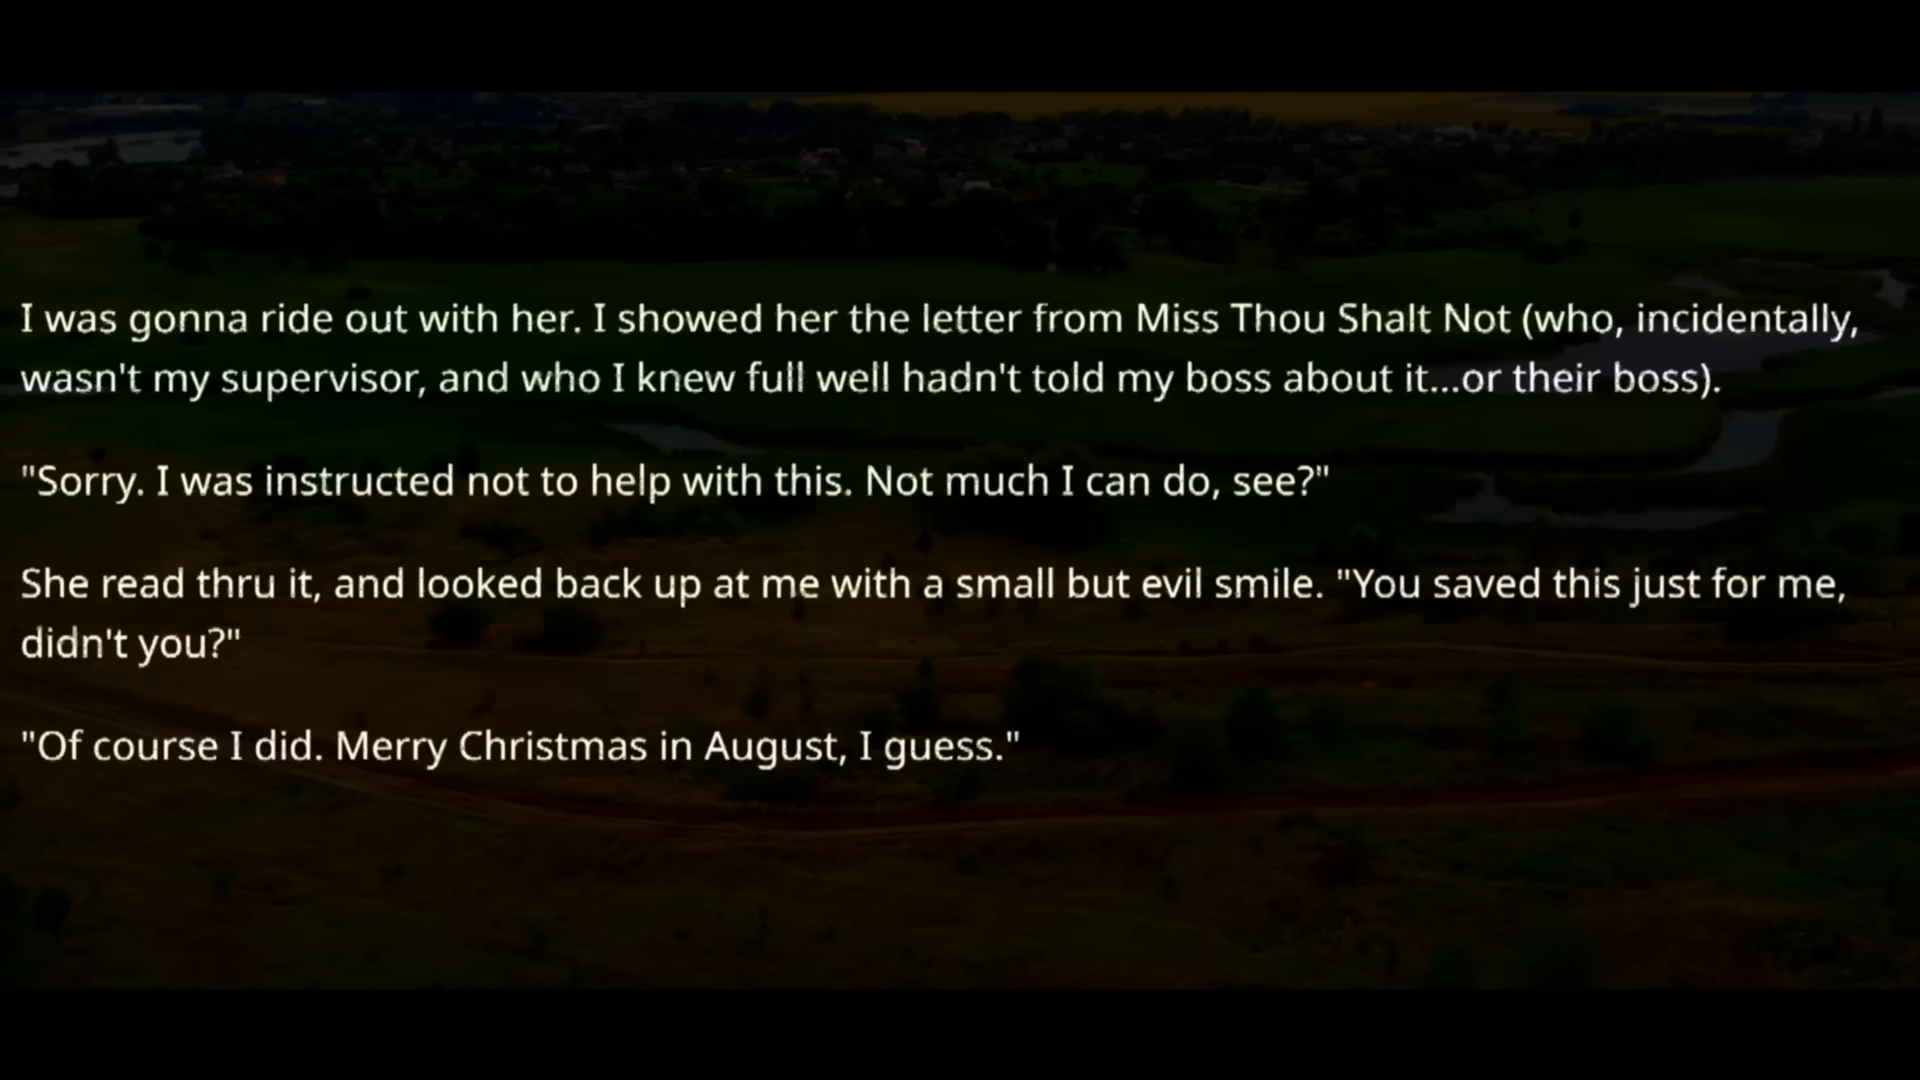 I was gonna ride out with her. I showed her the letter from Miss Thou Shalt Not (who, incidentally,
wasn't my supervisor, and who I knew full well hadn't told my boss about it...or their boss).
"Sorry. I was instructed not to help with this. Not much I can do, see?"
She read thru it, and looked back up at me with a small but evil smile. "You saved this just for me,
didn't you?"
"Of course I did. Merry Christmas in August, I guess."